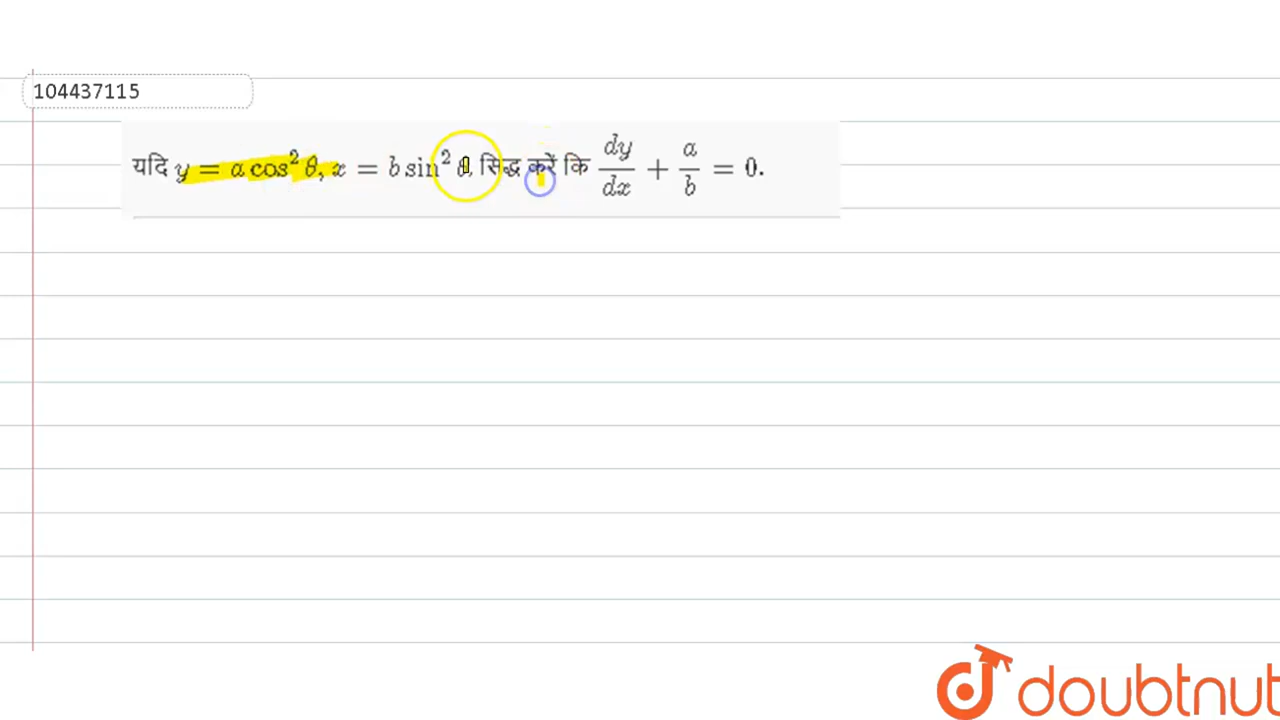 104437115
यदि y = a cos² θ, x = b sin² θ, सिद्ध करें कि dy/dx + a/b = 0.
doubtnut